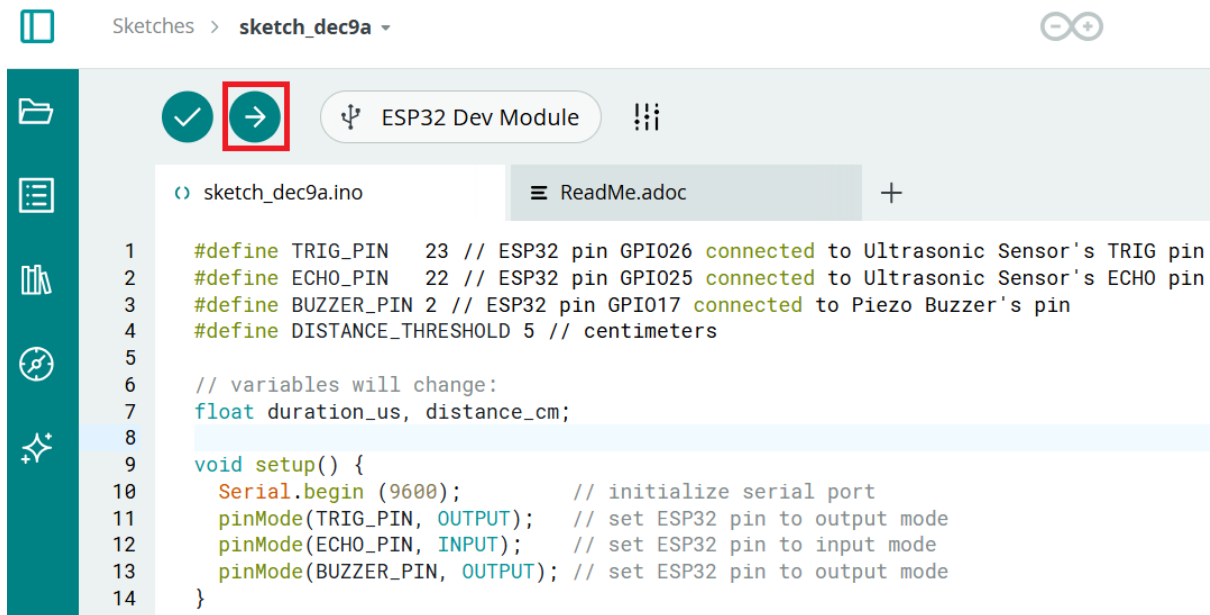 Sketches > sketch_dec9a
ESP32 Dev Module
sketch_dec9a.ino
ReadMe.adoc
1 #define TRIG_PIN   23 // ESP32 pin GPIO26 connected to Ultrasonic Sensor's TRIG pin
2 #define ECHO_PIN   22 // ESP32 pin GPIO25 connected to Ultrasonic Sensor's ECHO pin
3 #define BUZZER_PIN 2 // ESP32 pin GPIO17 connected to Piezo Buzzer's pin
4 #define DISTANCE_THRESHOLD 5 // centimeters
5
6 // variables will change:
7 float duration_us, distance_cm;
8
9 void setup() {
10   Serial.begin (9600);         // initialize serial port
11   pinMode(TRIG_PIN, OUTPUT);   // set ESP32 pin to output mode
12   pinMode(ECHO_PIN, INPUT);    // set ESP32 pin to input mode
13   pinMode(BUZZER_PIN, OUTPUT); // set ESP32 pin to output mode
14 }